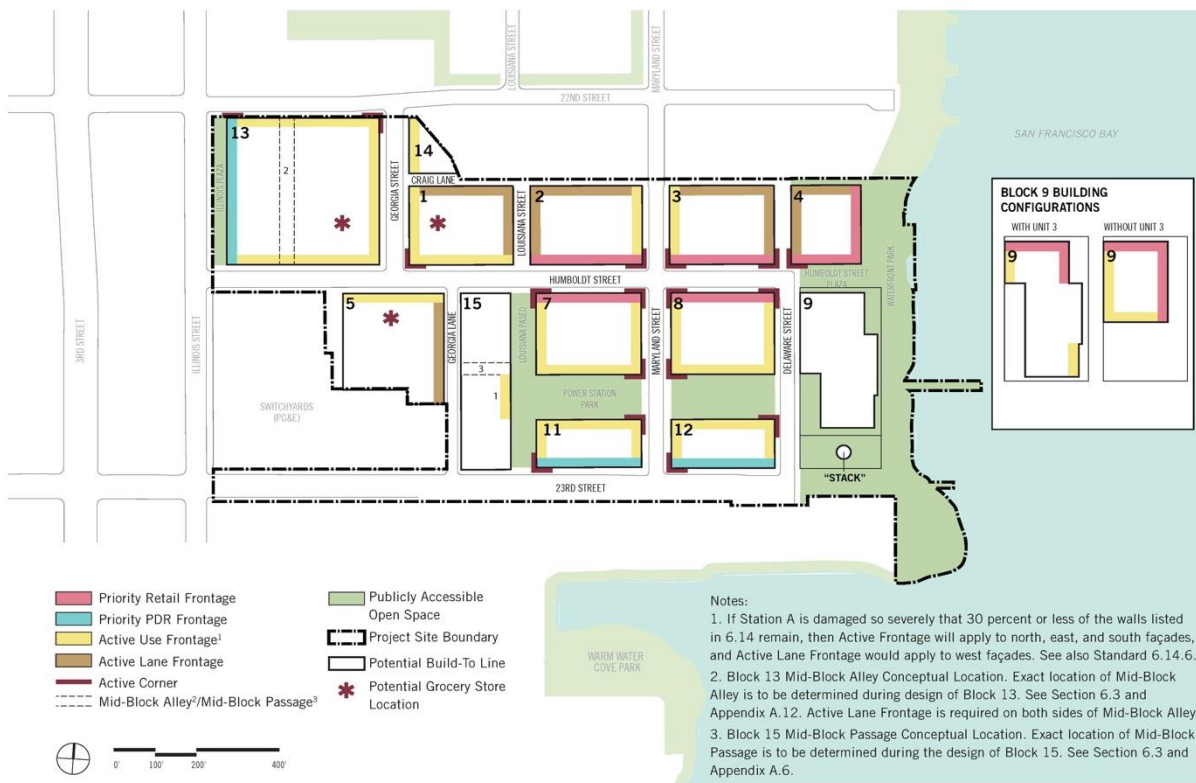 LOUISIANA STREET
MARYLAND STREET
22ND STREET
SAN FRANCISCO BAY
13
2
ILLINOIS PLAZA
GEORGIA STREET
14
CRAIG LANE
1
LOUISIANA STREET
2
3
4
HUMBOLDT STREET
HUMBOLDT STREET
PLAZA
WATERFRONT PARK
3RD STREET
ILLINOIS STREET
5
GEORGIA LANE
15
3
1
LOUISIANA PASEO
7
MARYLAND STREET
8
DELAWARE STREET
9
SWITCHYARDS
(PG&E)
POWER STATION
PARK
11
12
"STACK"
23RD STREET
BLOCK 9 BUILDING
CONFIGURATIONS
WITH UNIT 3
WITHOUT UNIT 3
9
9
WARM WATER
COVE PARK
Priority Retail Frontage
Priority PDR Frontage
Active Use Frontage¹
Active Lane Frontage
Active Corner
Mid-Block Alley²/Mid-Block Passage³
Publicly Accessible
Open Space
Project Site Boundary
Potential Build-To Line
Potential Grocery Store
Location
0' 100' 200' 400'
Notes:
1. If Station A is damaged so severely that 30 percent or less of the walls listed
in 6.14 remain, then Active Frontage will apply to north, east, and south façades,
and Active Lane Frontage would apply to west façades. See also Standard 6.14.6.
2. Block 13 Mid-Block Alley Conceptual Location. Exact location of Mid-Block
Alley is to be determined during design of Block 13. See Section 6.3 and
Appendix A.12. Active Lane Frontage is required on both sides of Mid-Block Alley
3. Block 15 Mid-Block Passage Conceptual Location. Exact location of Mid-Block
Passage is to be determined during the design of Block 15. See Section 6.3 and
Appendix A.6.